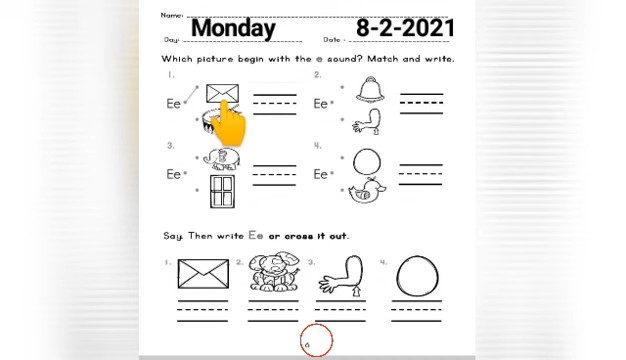 Name:
Monday 8-2-2021
Day: Date :
Which picture begin with the e sound? Match and write.
1. 2.
Ee Ee
3. 4.
Ee Ee
Say. Then write Ee or cross it out.
1. 2. 3. 4.
6